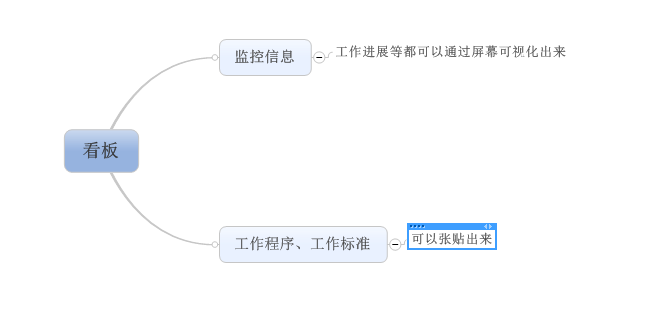 监控信息
工作进展等都可以通过屏幕可视化出来
看板
工作程序、工作标准
可以张贴出来